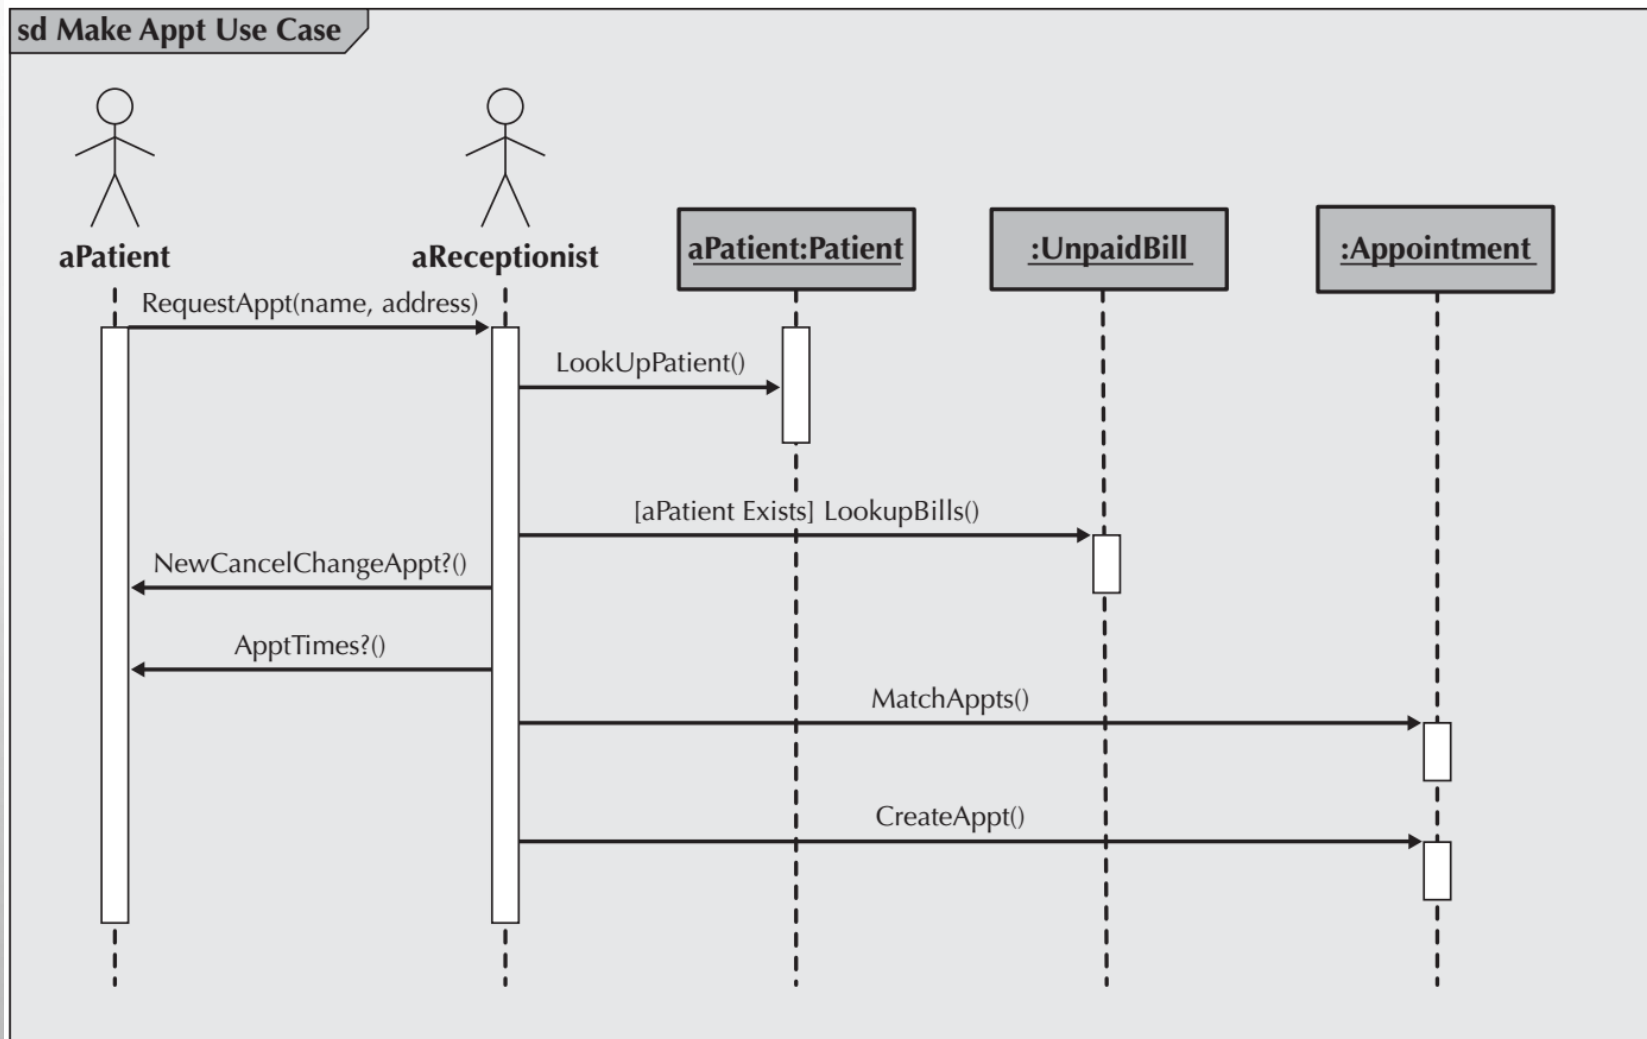 sd Make Appt Use Case
aPatient
aReceptionist
aPatient:Patient
:UnpaidBill
:Appointment
RequestAppt(name, address)
LookUpPatient()
[aPatient Exists] LookupBills()
NewCancelChangeAppt?()
ApptTimes?()
MatchAppts()
CreateAppt()